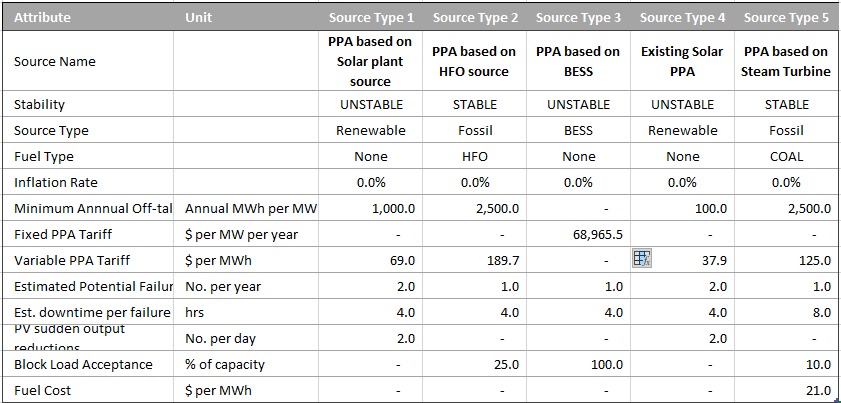 Attribute Unit Source Type 1 Source Type 2 Source Type 3 Source Type 4 Source Type 5
Source Name PPA based on Solar plant source PPA based on HFO source PPA based on BESS Existing Solar PPA PPA based on Steam Turbine
Stability UNSTABLE STABLE UNSTABLE UNSTABLE STABLE
Source Type Renewable Fossil BESS Renewable Fossil
Fuel Type None HFO None None COAL
Inflation Rate 0.0% 0.0% 0.0% 0.0% 0.0%
Minimum Annnual Off-tal Annual MWh per MW 1,000.0 2,500.0 - 100.0 2,500.0
Fixed PPA Tariff $ per MW per year - - 68,965.5 - -
Variable PPA Tariff $ per MWh 69.0 189.7 - 37.9 125.0
Estimated Potential Failur No. per year 2.0 1.0 1.0 2.0 1.0
Est. downtime per failure hrs 4.0 4.0 4.0 4.0 8.0
PV sudden output reductions No. per day 2.0 - - 2.0 -
Block Load Acceptance % of capacity - 25.0 100.0 - 10.0
Fuel Cost $ per MWh - - - - 21.0